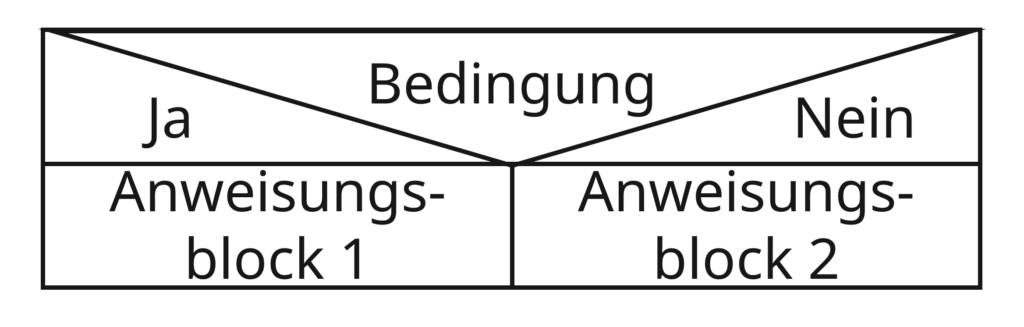 Bedingung
Ja
Nein
Anweisungs-
block 1
Anweisungs-
block 2